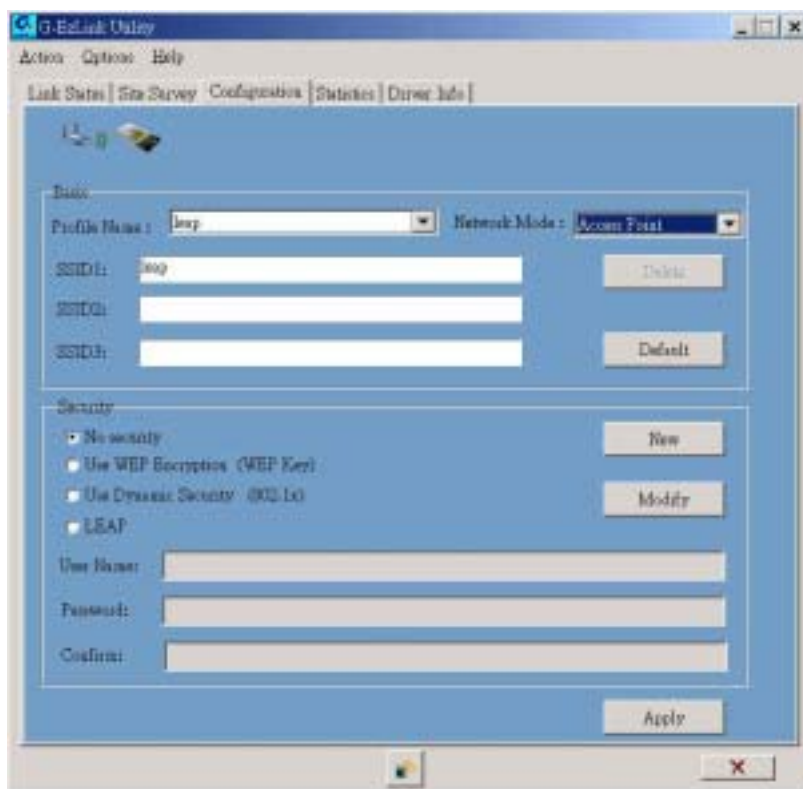 G-EzLink Utility
Action Options Help
Link States Site Survey Configuration Statistics Driver Info
Basic
Profile Name : leap Network Mode : Access Point
SSID1: leap Delete
SSID2:
SSID3: Default
Security
No security New
Use WEP Encryption (WEP Key)
Use Dynamic Security (802.1x) Modify
LEAP
User Name:
Password:
Confirm:
Apply